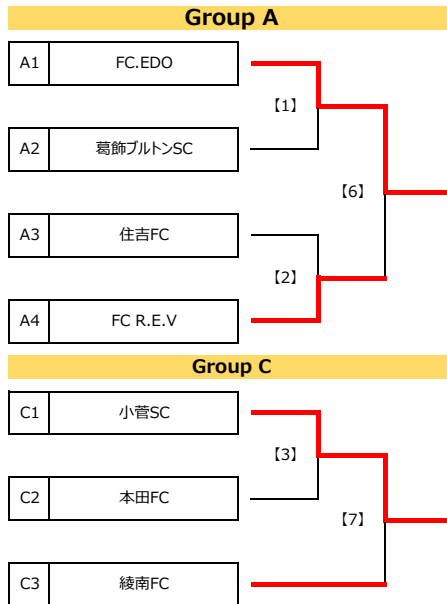 Group A
A1 FC.EDO
【1】
A2 葛飾ブルトンSC
【6】
A3 住吉FC
【2】
A4 FC R.E.V
Group C
C1 小菅SC
【3】
C2 本田FC
【7】
C3 綾南FC